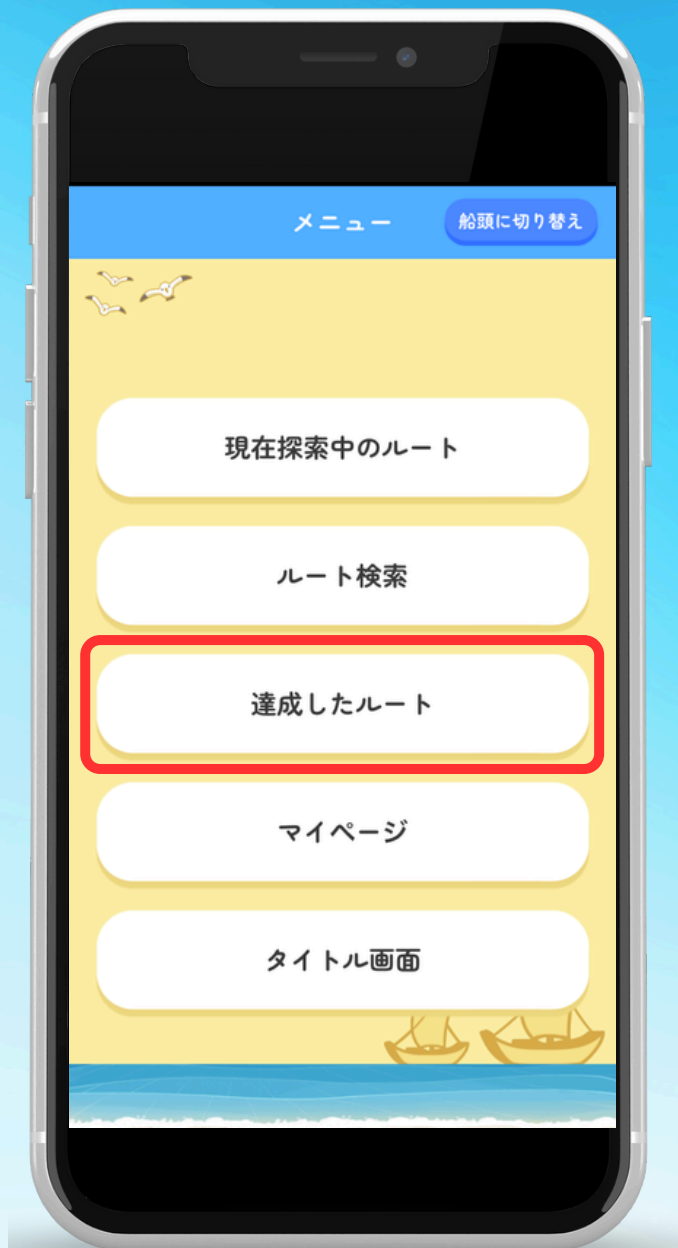 メニュー
船頭に切り替え
現在探索中のルート
ルート検索
達成したルート
マイページ
タイトル画面